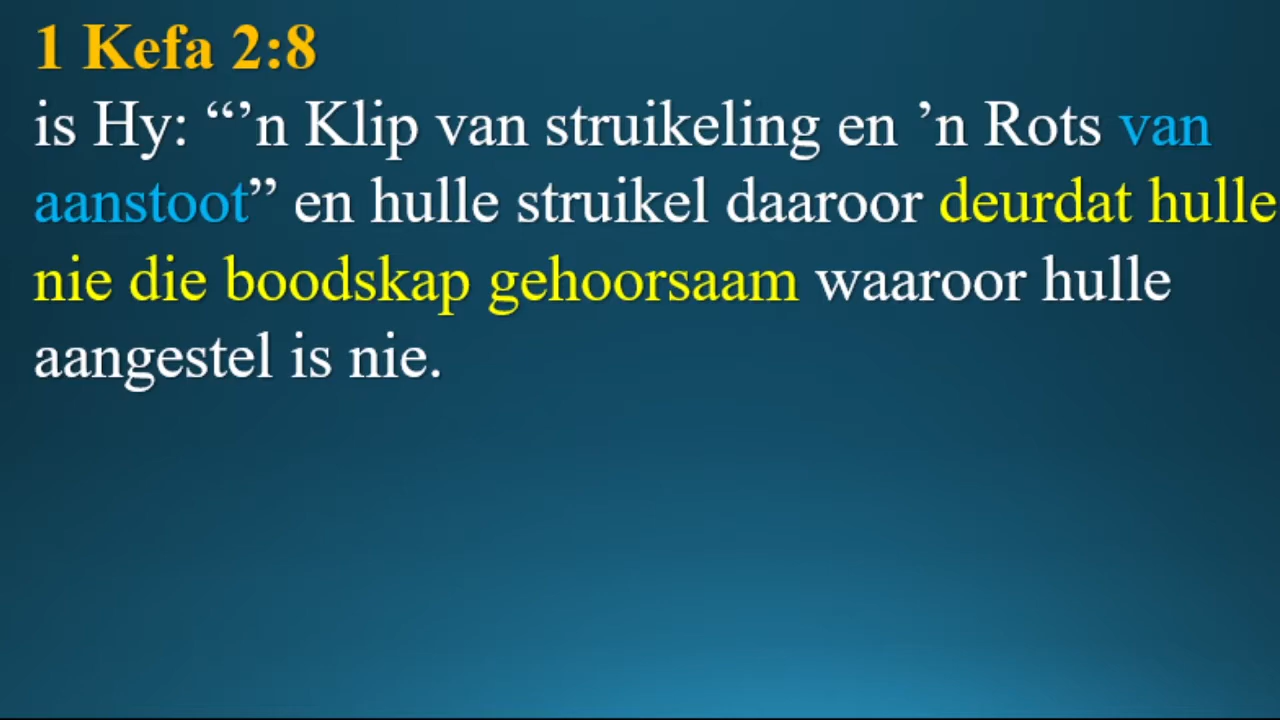 1 Kefa 2:8
is Hy: “’n Klip van struikeling en ’n Rots van
aanstoot” en hulle struikel daaroor deurdat hulle
nie die boodskap gehoorsaam waaroor hulle
aangestel is nie.